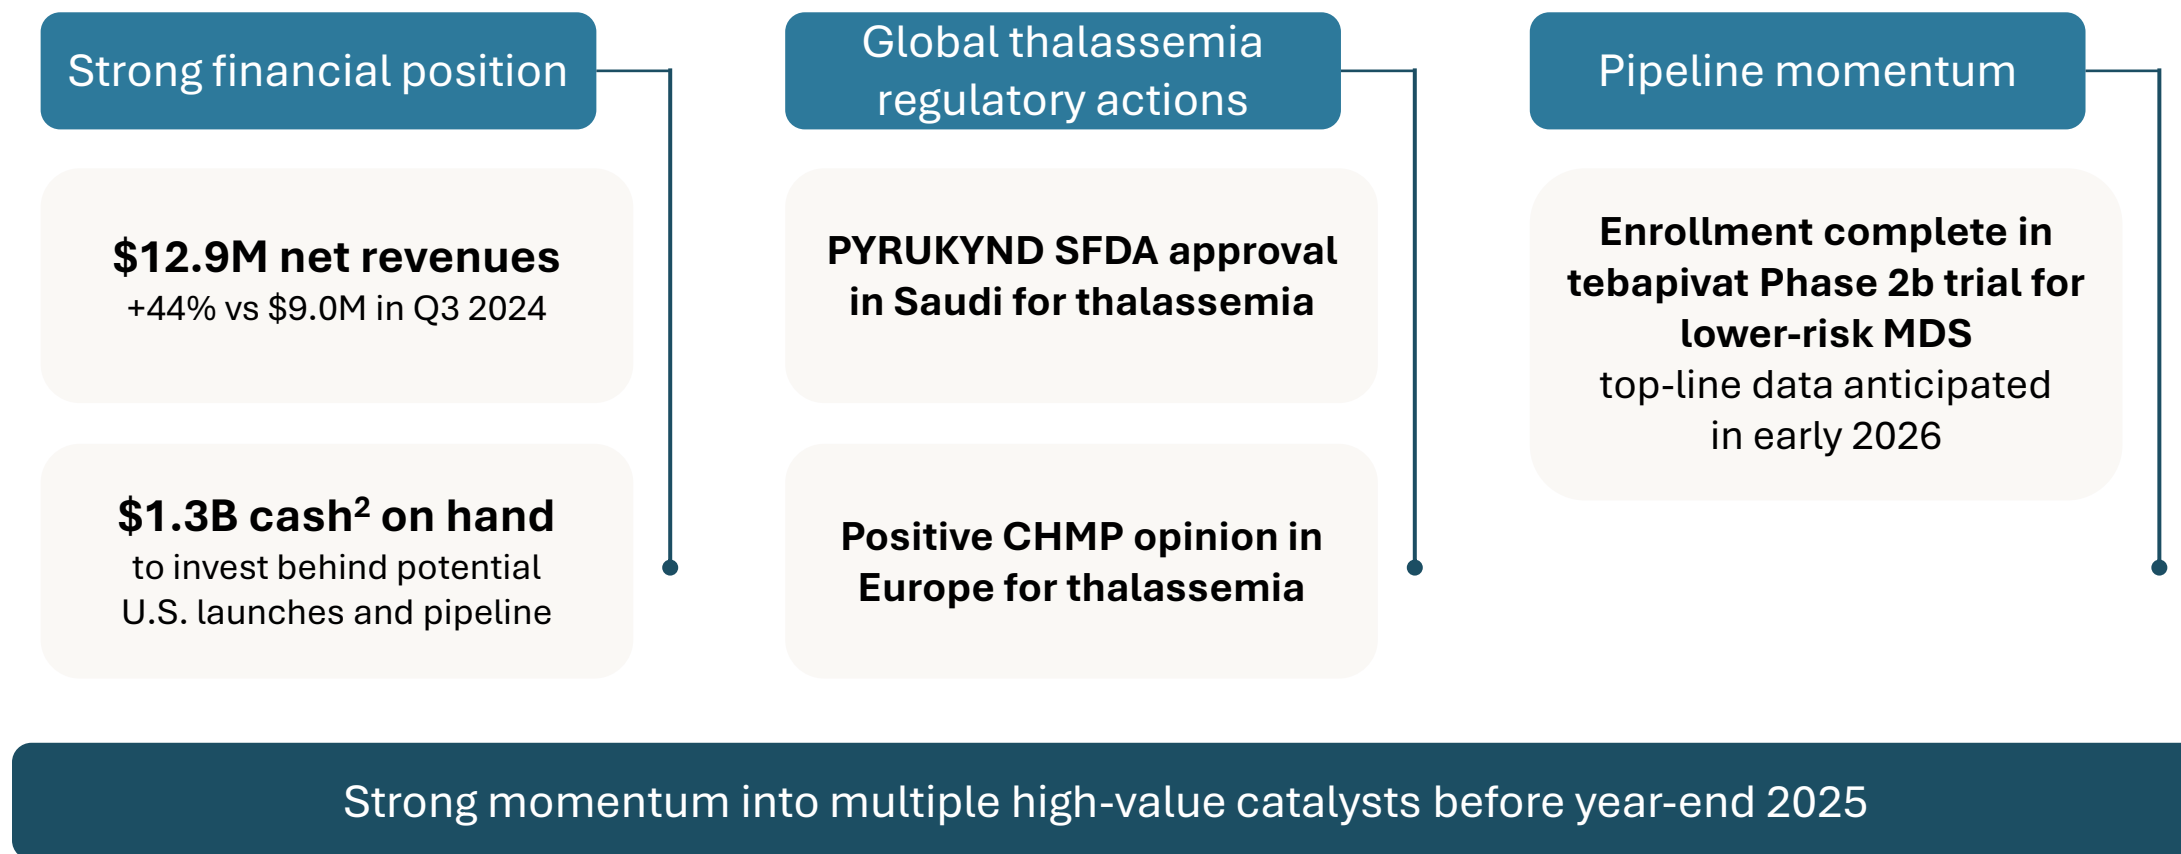 Strong financial position
$12.9M net revenues
+44% vs $9.0M in Q3 2024
$1.3B cash² on hand
to invest behind potential
U.S. launches and pipeline
Global thalassemia
regulatory actions
PYRUKYND SFDA approval
in Saudi for thalassemia
Positive CHMP opinion in
Europe for thalassemia
Pipeline momentum
Enrollment complete in
tebapivat Phase 2b trial for
lower-risk MDS
top-line data anticipated
in early 2026
Strong momentum into multiple high-value catalysts before year-end 2025